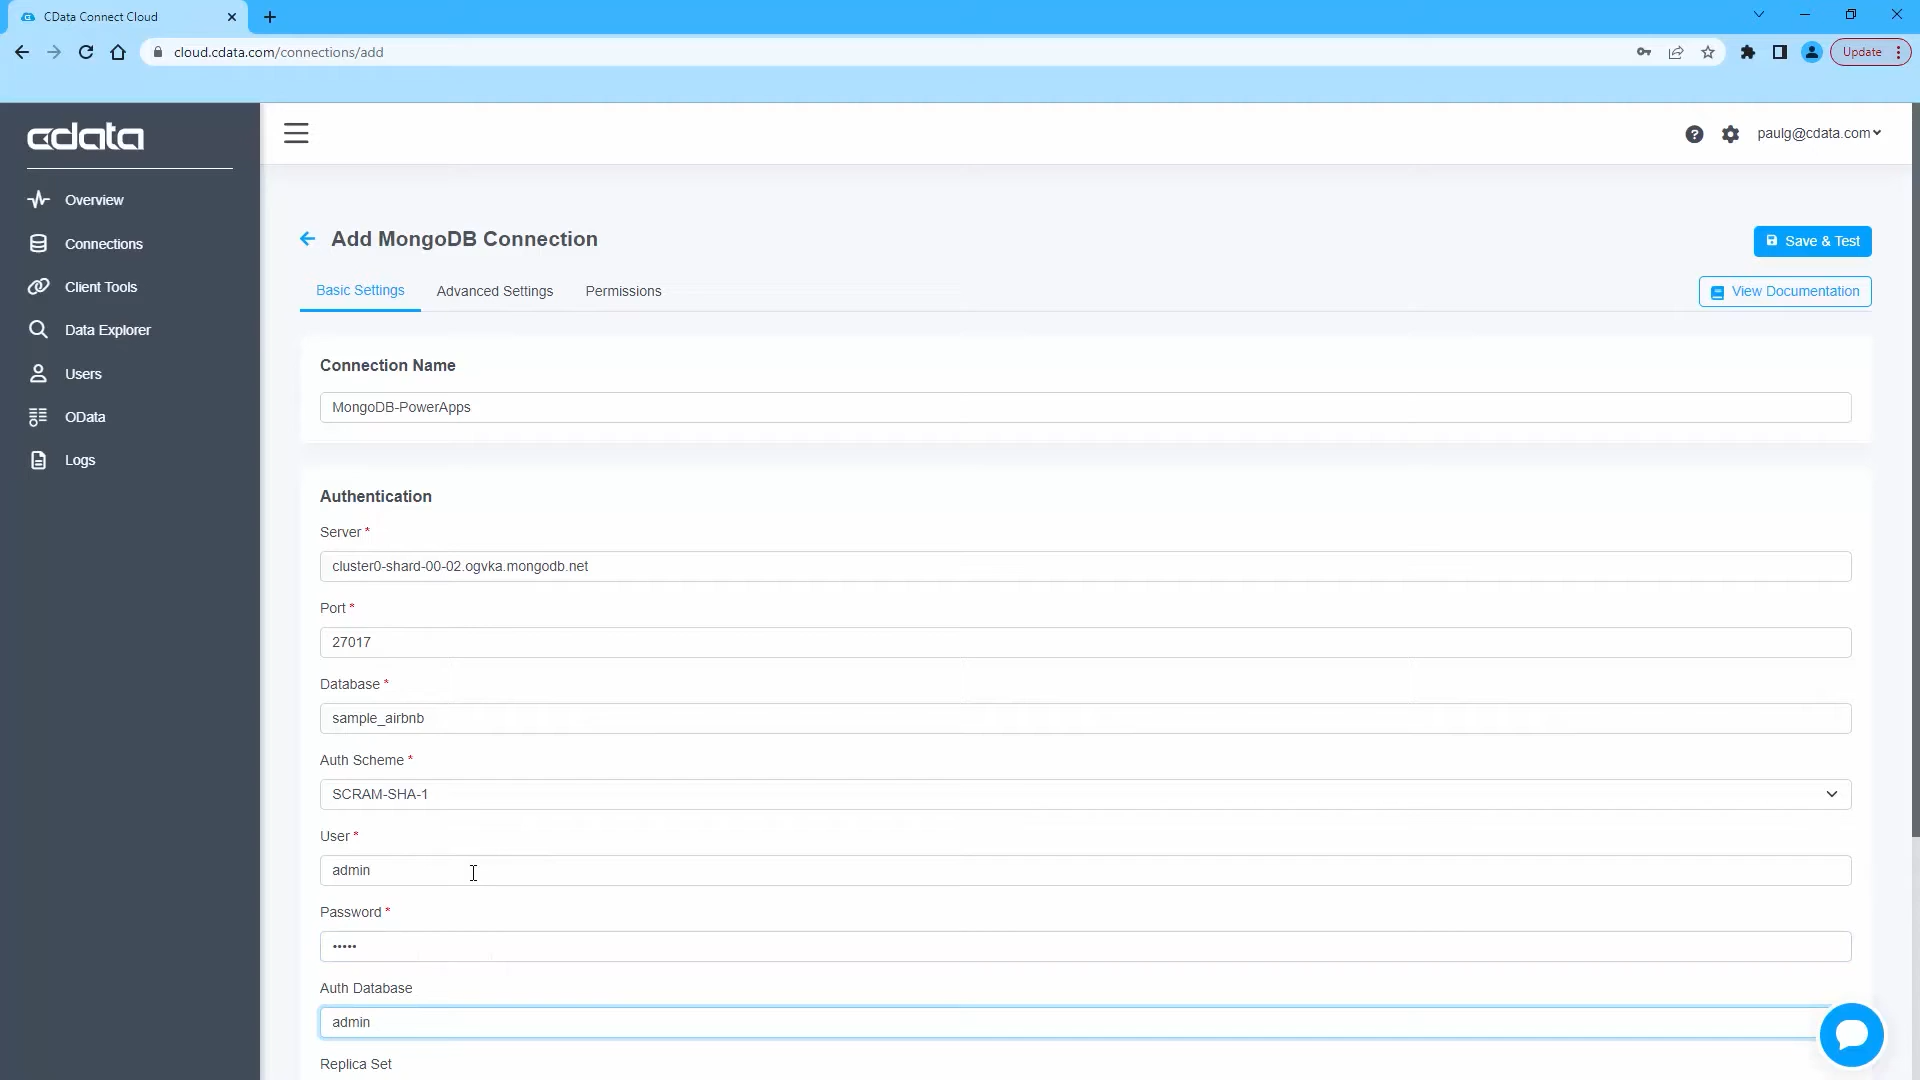 CData Connect Cloud
cloud.cdata.com/connections/add
Update
cdata
paulg@cdata.com
Overview
Connections
Client Tools
Data Explorer
Users
OData
Logs
Add MongoDB Connection
Save & Test
Basic Settings
Advanced Settings
Permissions
View Documentation
Connection Name
MongoDB-PowerApps
Authentication
Server *
cluster0-shard-00-02.ogvka.mongodb.net
Port *
27017
Database *
sample_airbnb
Auth Scheme *
SCRAM-SHA-1
User *
admin
Password *
•••••
Auth Database
admin
Replica Set